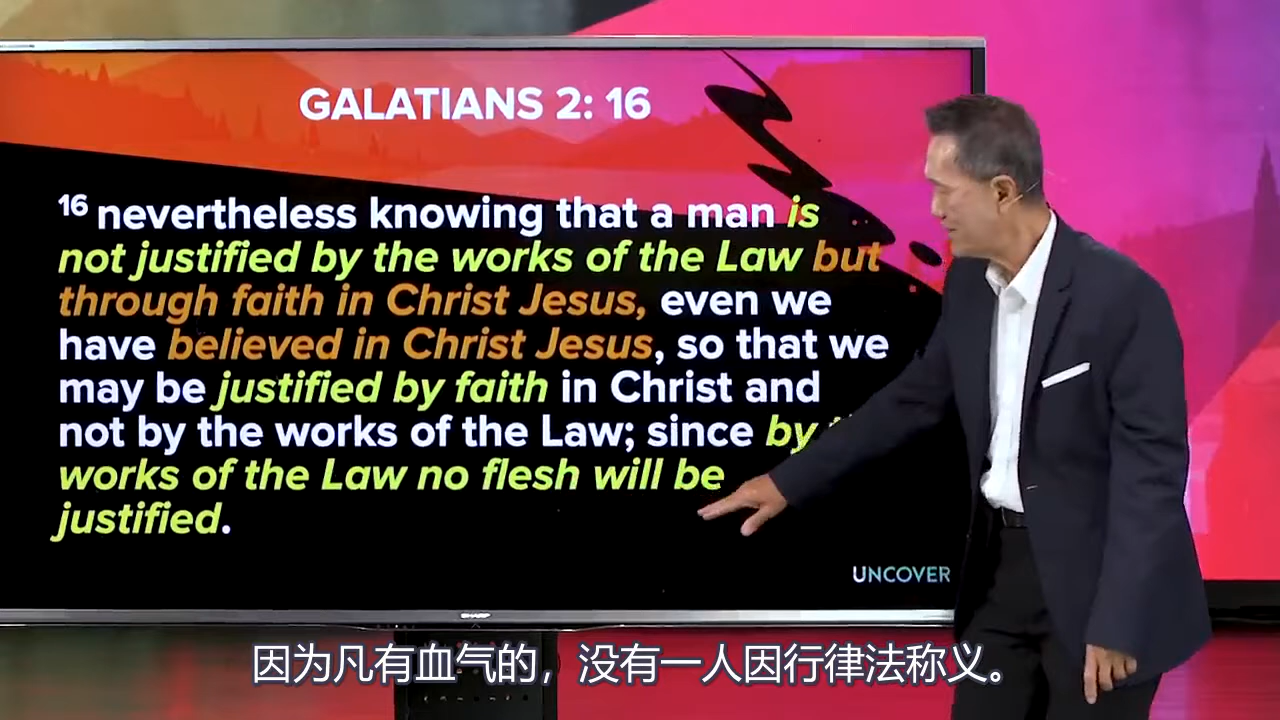 GALATIANS 2: 16
16 nevertheless knowing that a man is
not justified by the works of the Law but
through faith in Christ Jesus, even we
have believed in Christ Jesus, so that we
may be justified by faith in Christ and
not by the works of the Law; since by
works of the Law no flesh will be
justified.
UNCOVER
SHARP
因为凡有血气的，没有一人因行律法称义。